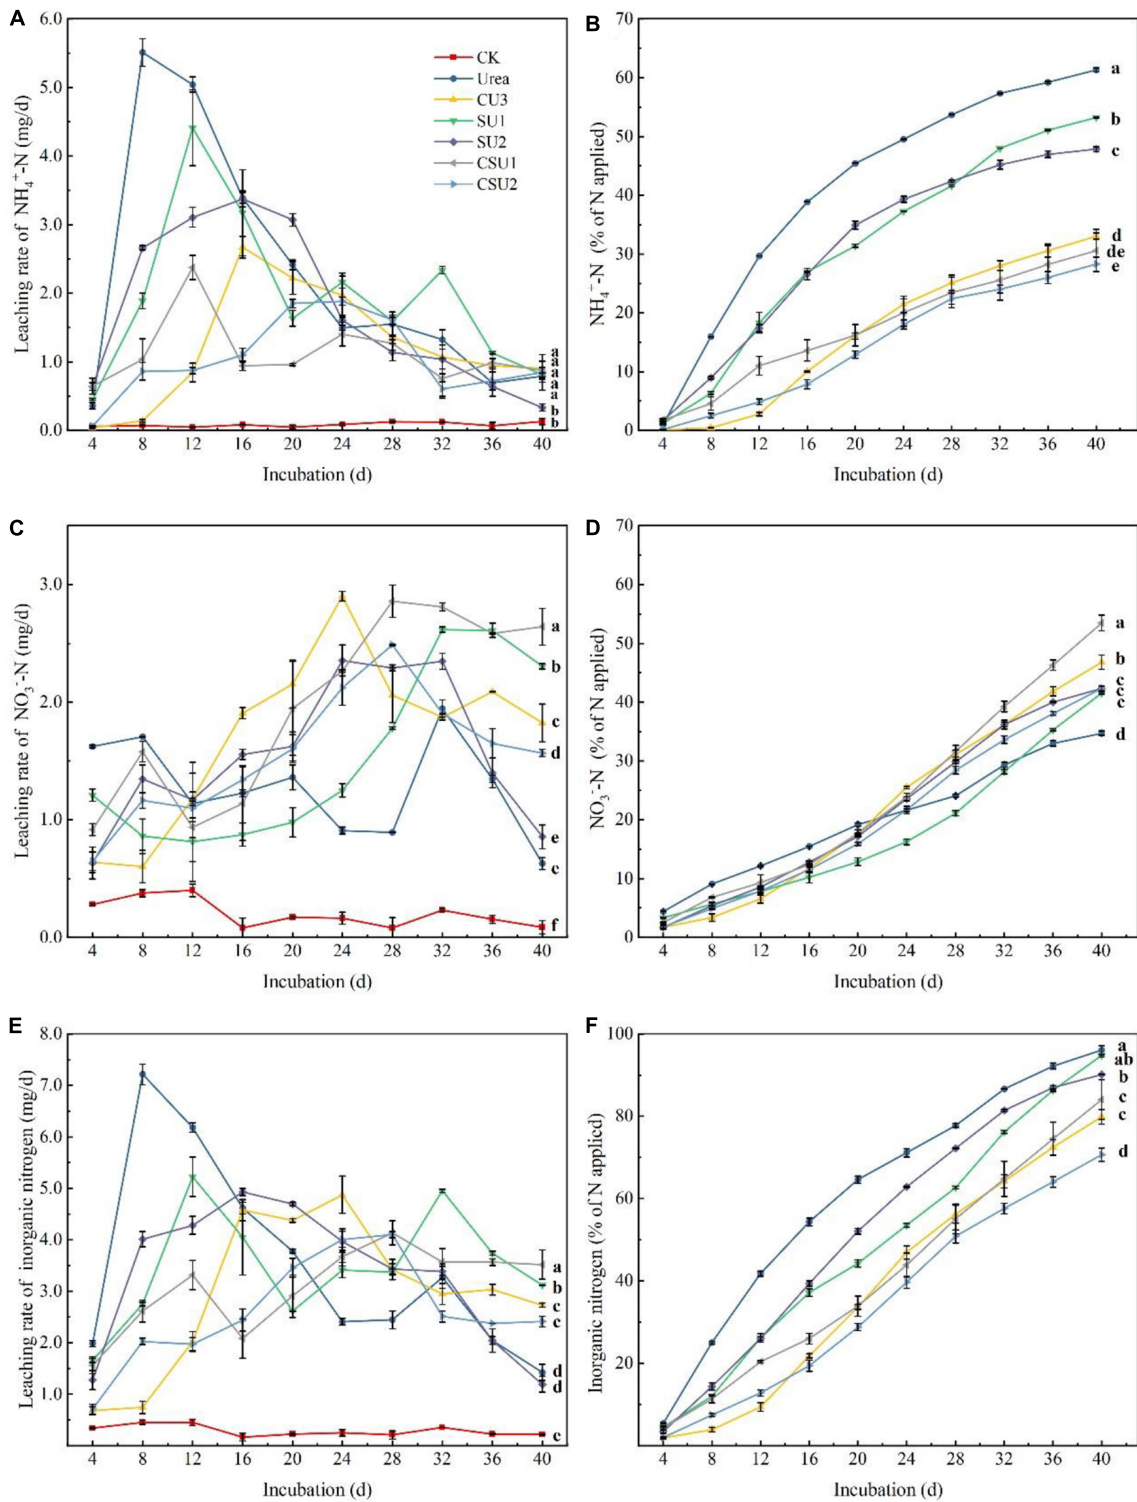 A
6.0
5.0
4.0
3.0
2.0
1.0
0.0
Leaching rate of NH4+-N (mg/d)
CK
Urea
CU3
SU1
SU2
CSU1
CSU2
a
a
a
a
a
b
b
4 8 12 16 20 24 28 32 36 40
Incubation (d)
B
70
60
50
40
30
20
10
0
NH4+-N (% of N applied)
a
b
c
d
de
e
4 8 12 16 20 24 28 32 36 40
Incubation (d)
C
3.0
2.0
1.0
0.0
Leaching rate of NO3--N (mg/d)
a
b
c
d
e
c
f
4 8 12 16 20 24 28 32 36 40
Incubation (d)
D
70
60
50
40
30
20
10
0
NO3--N (% of N applied)
a
b
c
c
c
d
4 8 12 16 20 24 28 32 36 40
Incubation (d)
E
8.0
7.0
6.0
5.0
4.0
3.0
2.0
1.0
Leaching rate of inorganic nitrogen (mg/d)
a
b
c
c
d
d
c
4 8 12 16 20 24 28 32 36 40
Incubation (d)
F
100
80
60
40
20
Inorganic nitrogen (% of N applied)
a
ab
b
c
c
d
4 8 12 16 20 24 28 32 36 40
Incubation (d)